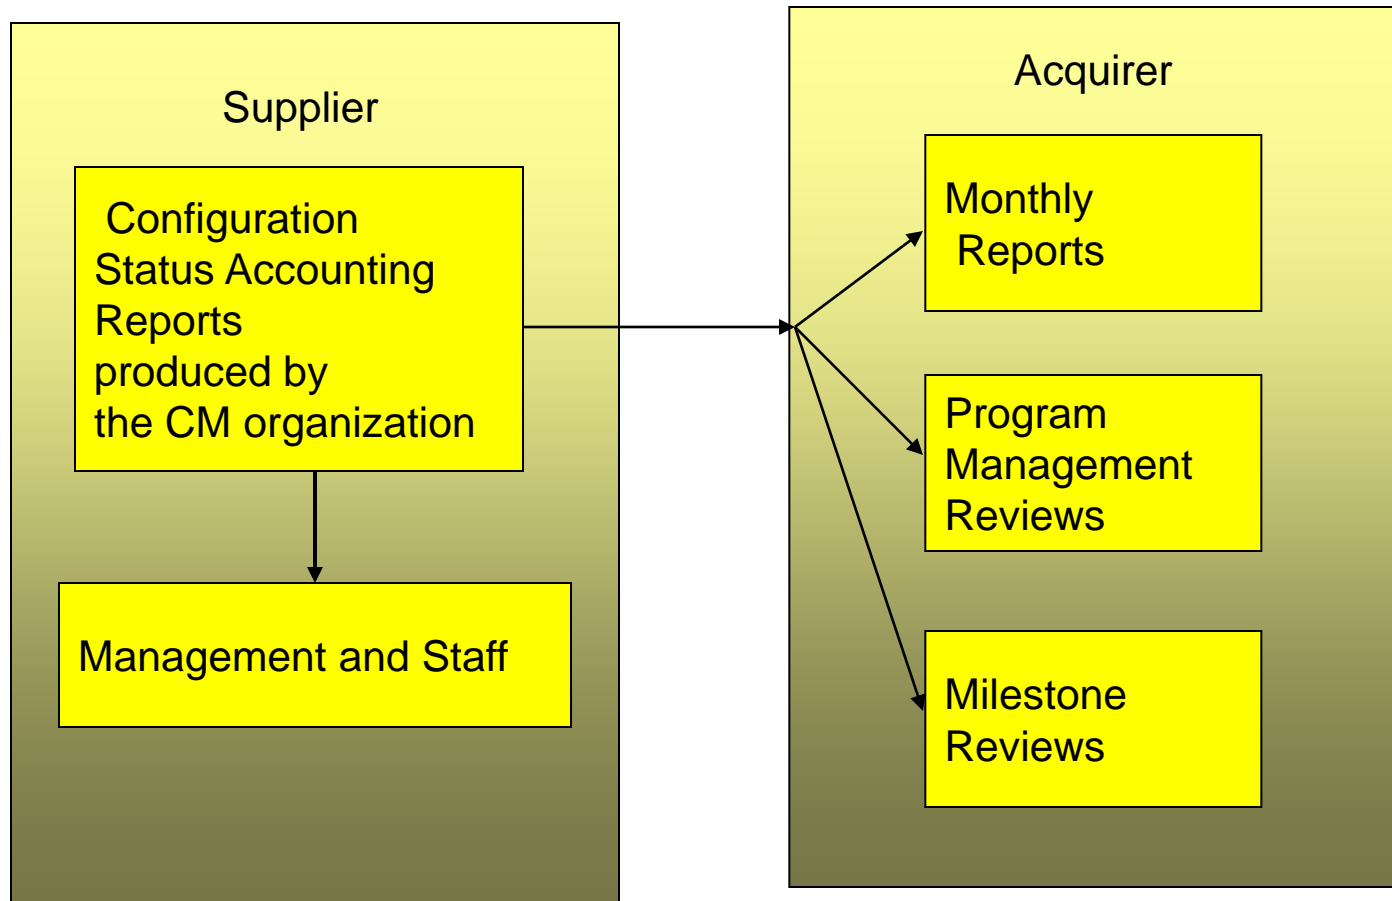 Supplier
Configuration
Status Accounting
Reports
produced by
the CM organization
Management and Staff
Acquirer
Monthly
Reports
Program
Management
Reviews
Milestone
Reviews